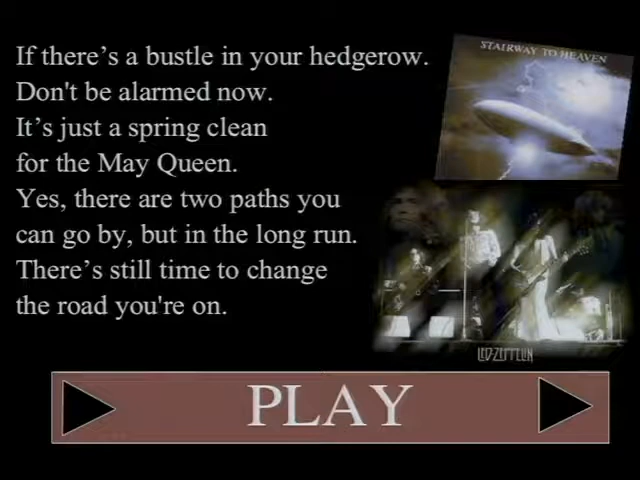 If there’s a bustle in your hedgerow.
Don't be alarmed now.
It’s just a spring clean
for the May Queen.
Yes, there are two paths you
can go by, but in the long run.
There’s still time to change
the road you're on.
STAIRWAY TO HEAVEN
LED-ZEPPELIN
PLAY